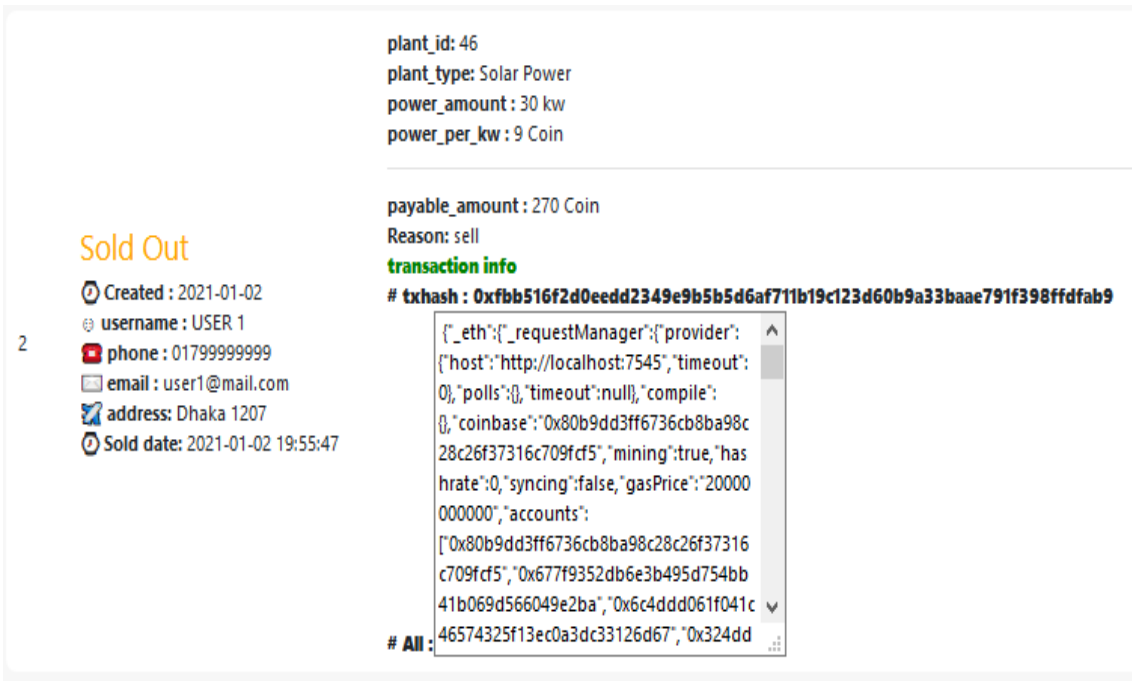 2
Sold Out
Created : 2021-01-02
username : USER 1
phone : 01799999999
email : user1@mail.com
address: Dhaka 1207
Sold date: 2021-01-02 19:55:47
plant_id: 46
plant_type: Solar Power
power_amount : 30 kw
power_per_kw : 9 Coin
payable_amount : 270 Coin
Reason: sell
transaction info
# txhash : 0xfbb516f2d0eedd2349e9b5b5d6af711b19c123d60b9a33baae791f398ffdfab9
# All :
{"_eth":{"_requestManager":{"provider":
{"host":"http://localhost:7545","timeout":
0},"polls":{},"timeout":null},"compile":
{},"coinbase":"0x80b9dd3ff6736cb8ba98c
28c26f37316c709fcf5","mining":true,"has
hrate":0,"syncing":false,"gasPrice":"20000
000000","accounts":
["0x80b9dd3ff6736cb8ba98c28c26f37316
c709fcf5","0x677f9352db6e3b495d754bb
41b069d566049e2ba","0x6c4ddd061f041c
46574325f13ec0a3dc33126d67","0x324dd